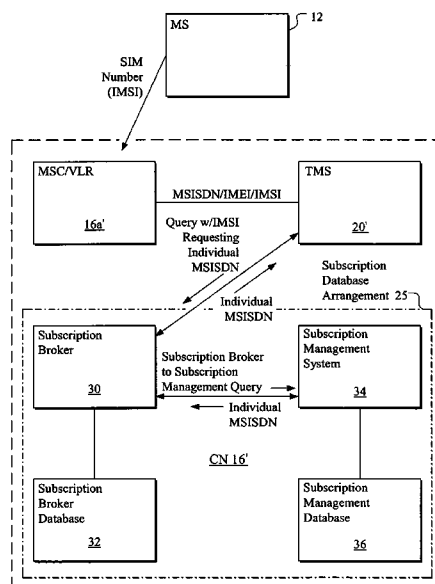 MS
12
SIM
Number
(IMSI)
MSC/VLR
16a'
MSISDN/IMEI/IMSI
TMS
20'
Query w/IMSI
Requesting
Individual
MSISDN
Individual
MSISDN
Subscription
Database
Arrangement 25
Subscription
Broker
30
Subscription Broker
to Subscription
Management Query
Individual
MSISDN
Subscription
Management
System
34
CN 16'
Subscription
Broker
Database
32
Subscription
Management
Database
36